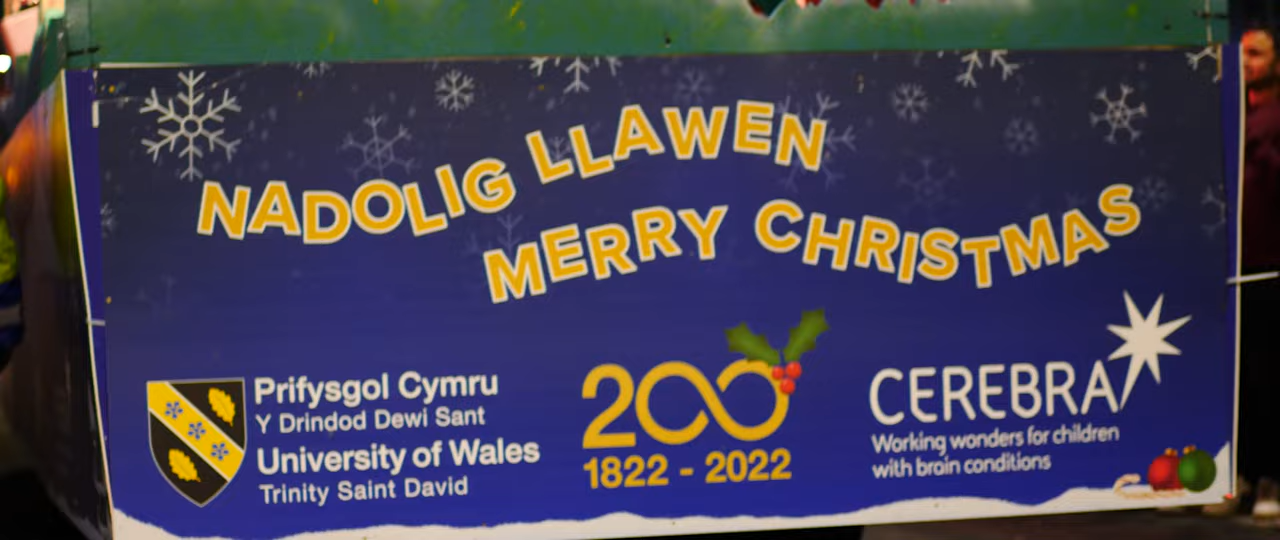 NADOLIG LLAWEN
MERRY CHRISTMAS
Prifysgol Cymru
Y Drindod Dewi Sant
University of Wales
Trinity Saint David
200
1822 - 2022
CEREBRA
Working wonders for children
with brain conditions